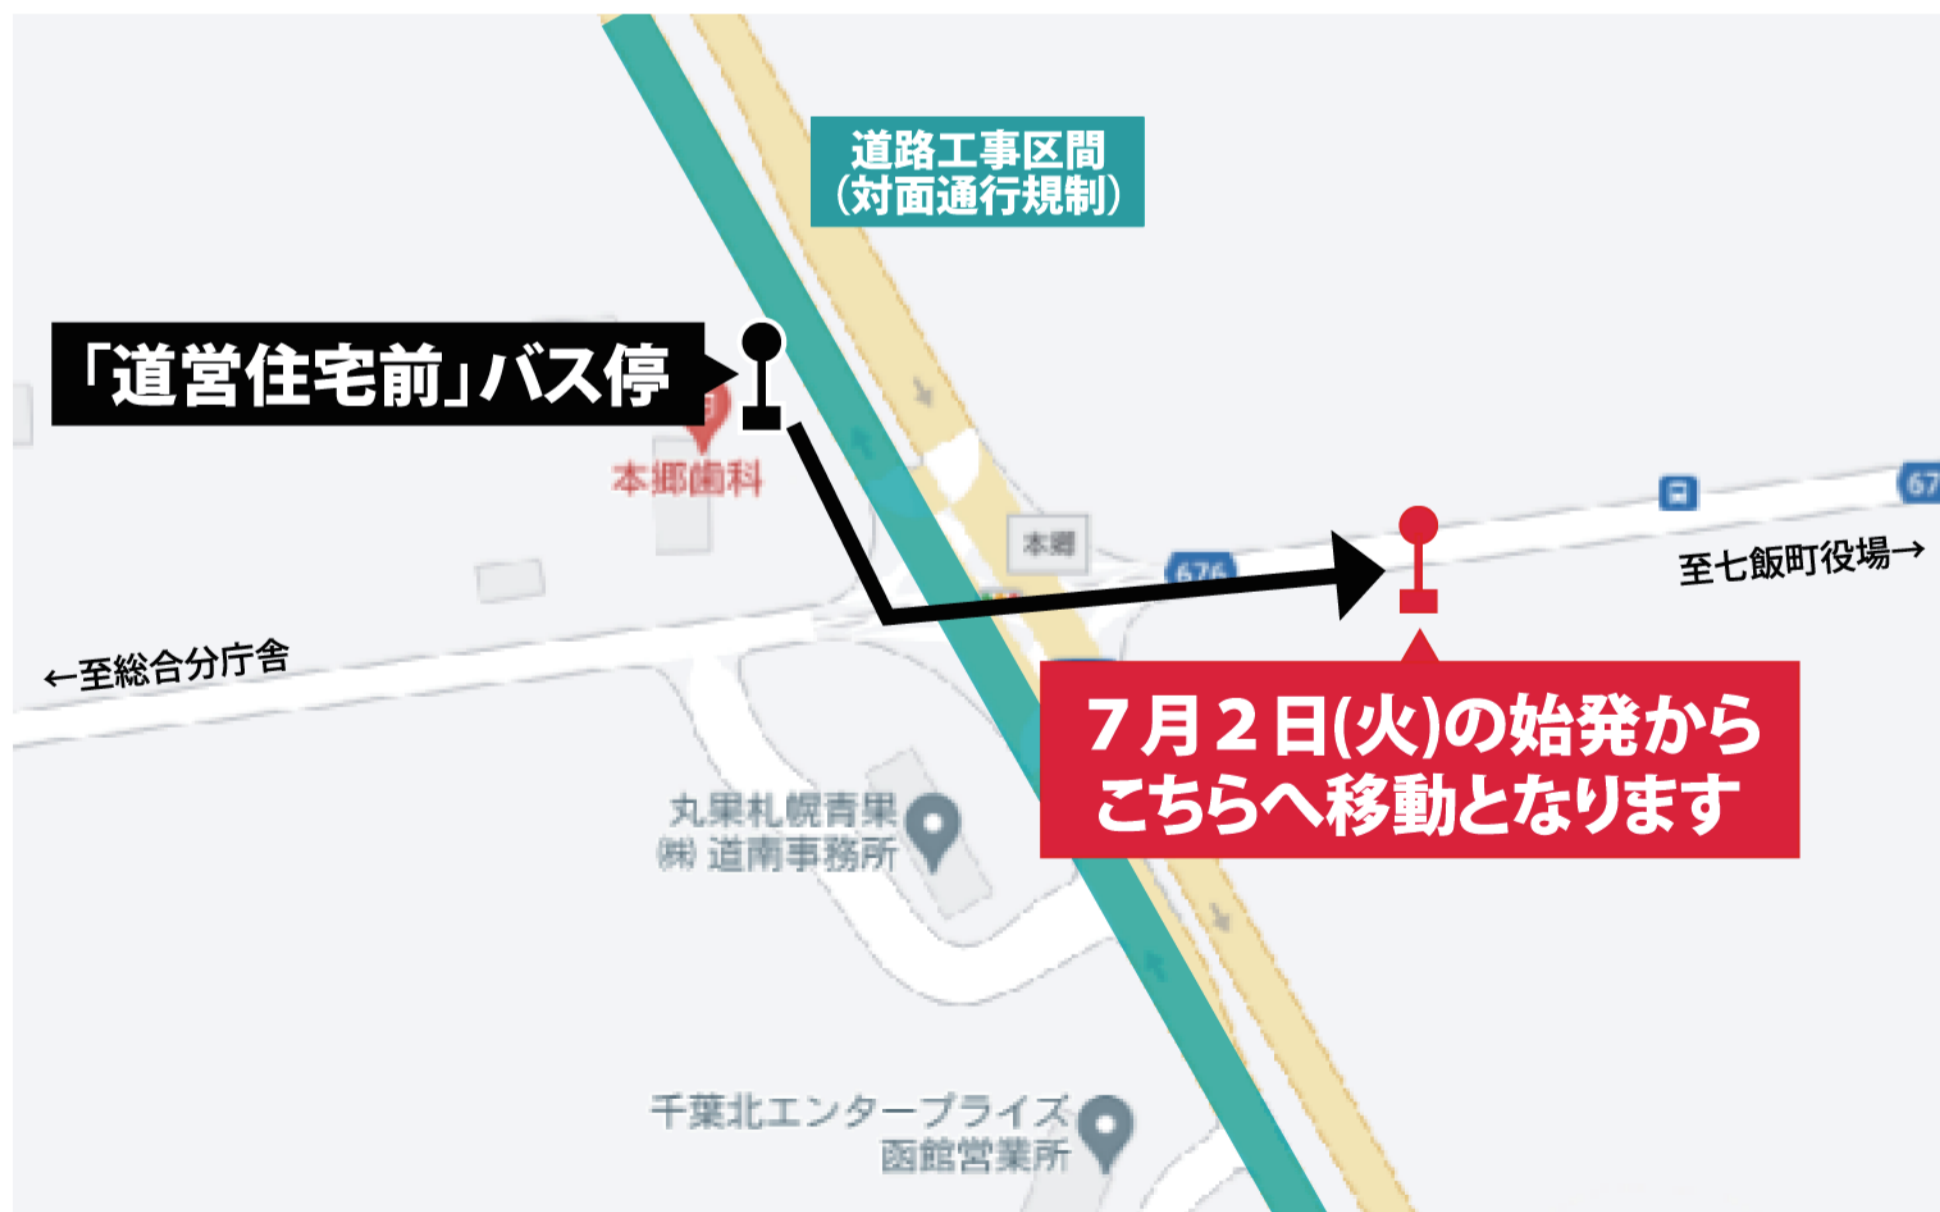 道路工事区間
（対面通行規制）
「道営住宅前」バス停
本郷歯科
本郷
676
67
至七飯町役場→
←至総合分庁舎
７月２日(火)の始発から
こちらへ移動となります
丸果札幌青果
㈱ 道南事務所
千葉北エンタープライズ
函館営業所